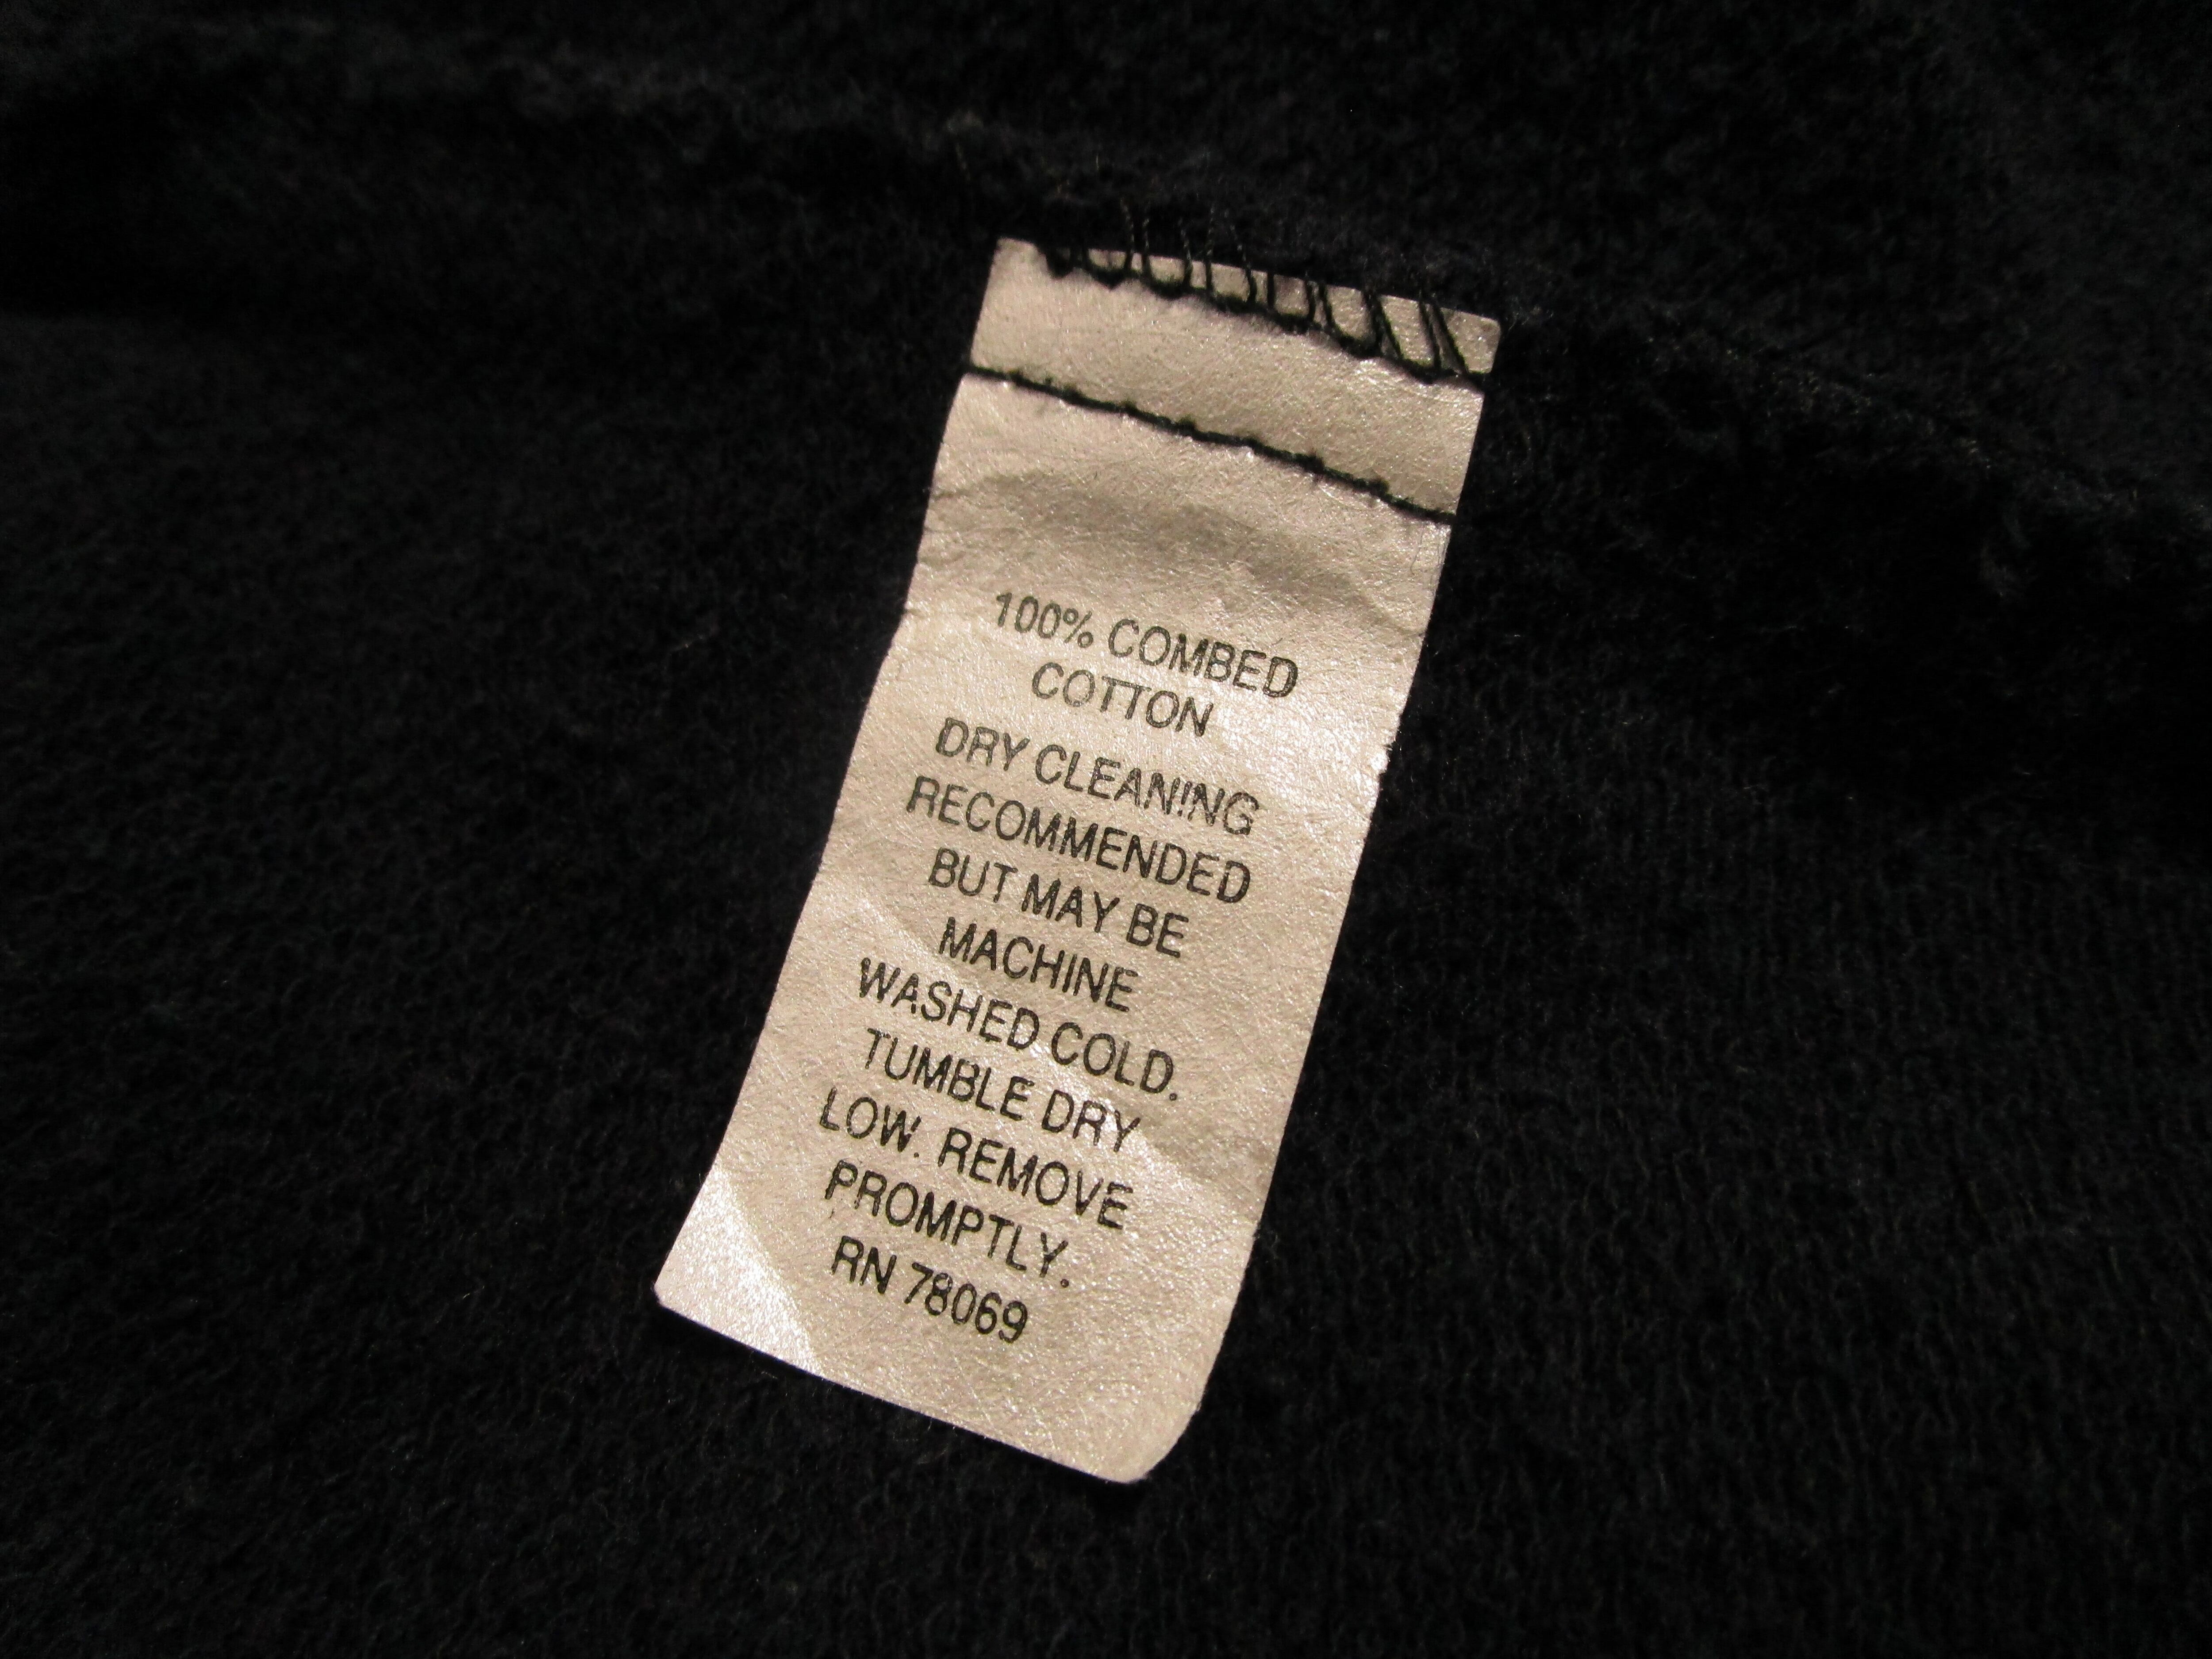 100% COMBED
COTTON
DRY CLEANING
RECOMMENDED
BUT MAY BE
MACHINE
WASHED COLD.
TUMBLE DRY
LOW. REMOVE
PROMPTLY.
RN 78069